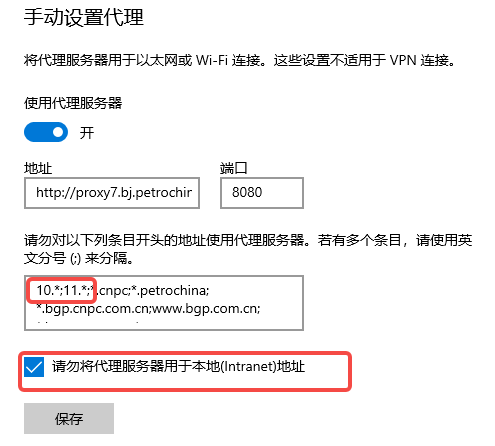 手动设置代理
将代理服务器用于以太网或 Wi-Fi 连接。这些设置不适用于 VPN 连接。
使用代理服务器
开
地址 端口
http://proxy7.bj.petrochir 8080
请勿对以下列条目开头的地址使用代理服务器。若有多个条目，请使用英
文分号 (;) 来分隔。
10.*;11.*;*.cnpc;*.petrochina;
*.bgp.cnpc.com.cn;www.bgp.com.cn;
请勿将代理服务器用于本地(Intranet)地址
保存